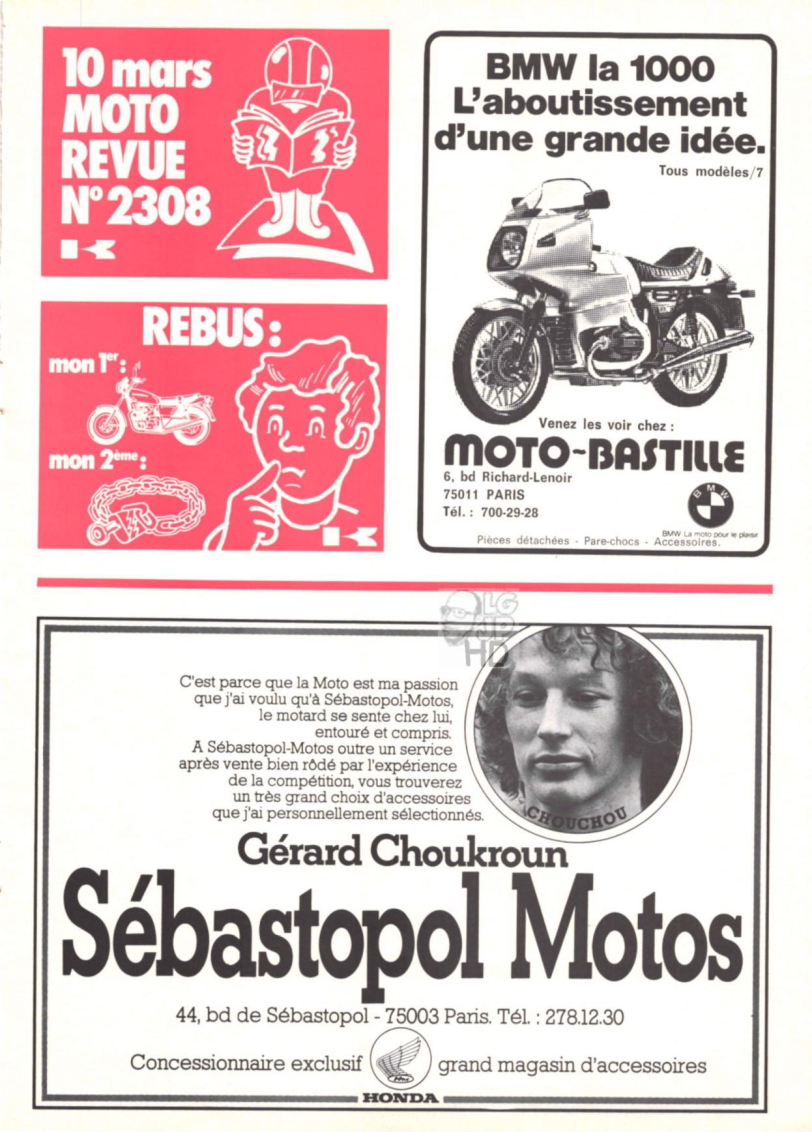 10 mars
MOTO
REVUE
N° 2308
REBUS :
mon 1er :
mon 2ème :
BMW la 1000
L'aboutissement
d'une grande idée.
Tous modèles/7
Venez les voir chez :
MOTO-BASTILLE
6, bd Richard-Lenoir
75011 PARIS
Tél. : 700-29-28
BMW
BMW La moto pour le plaisir
Pièces détachées - Pare-chocs - Accessoires.
LG
JD
HD
C'est parce que la Moto est ma passion
que j'ai voulu qu'à Sébastopol-Motos,
le motard se sente chez lui,
entouré et compris.
A Sébastopol-Motos outre un service
après vente bien rôdé par l'expérience
de la compétition, vous trouverez
un très grand choix d'accessoires
que j'ai personnellement sélectionnés.
CHOUCHOU
Gérard Choukroun
Sébastopol Motos
44, bd de Sébastopol - 75003 Paris. Tél. : 278.12.30
Concessionnaire exclusif grand magasin d'accessoires
HONDA